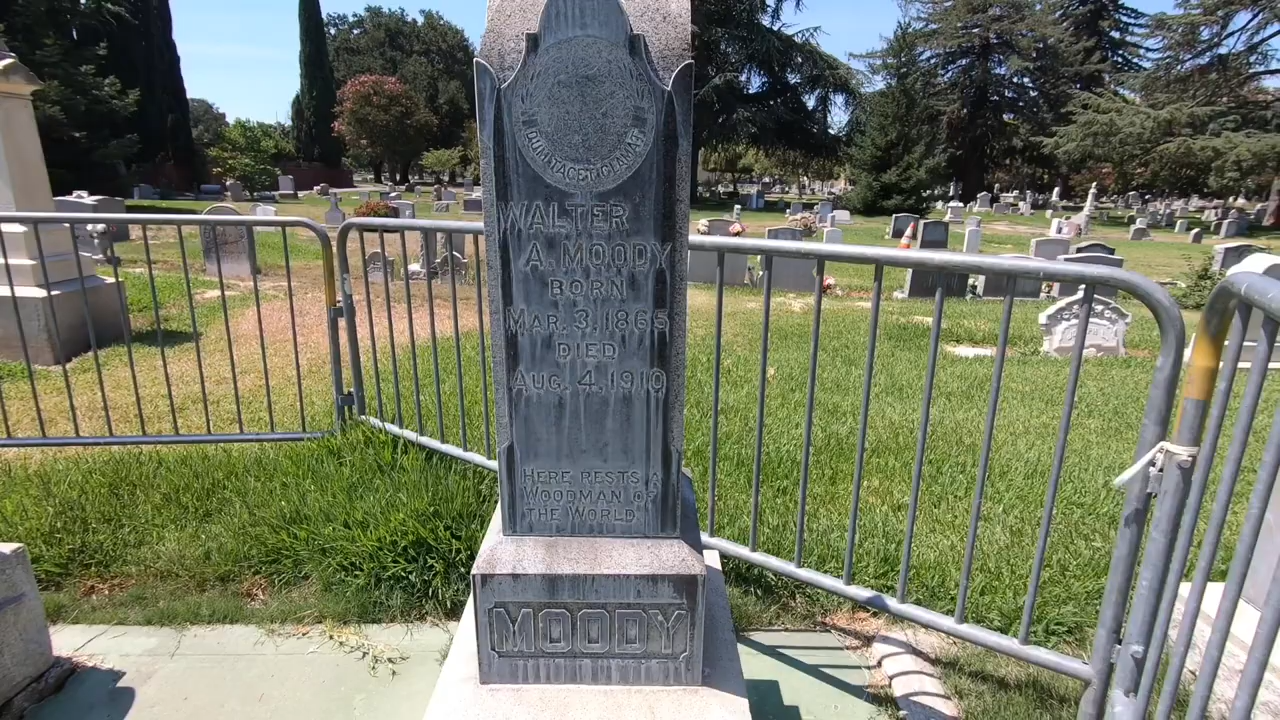 DUM TACET CLAMAT
WALTER
A. MOODY
BORN
MAR. 3, 1865
DIED
AUG. 4, 1910
HERE RESTS A
WOODMAN OF
THE WORLD
MOODY